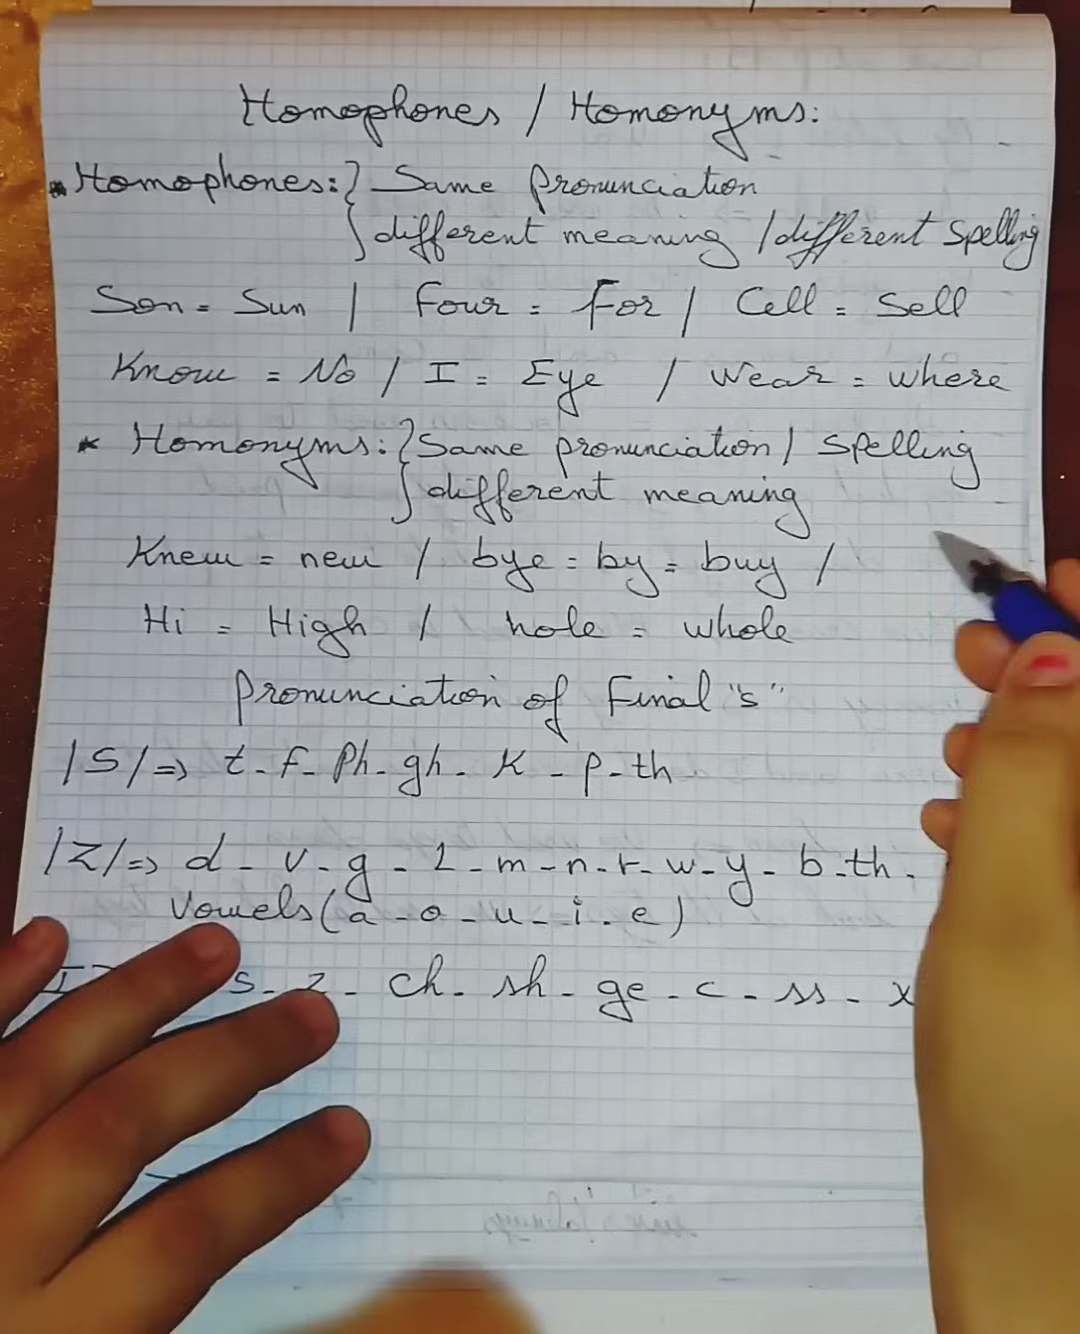 Homophones / Homonyms:
* Homophones: } Same Pronunciation
{ different meaning / different Spelling
Son = Sun | Four = For / Cell = Sell
Know = No / I = Eye / Wear = where
* Homonyms: { Same pronunciation / Spelling
{ different meaning
Knew = new / bye = by = buy /
Hi = High / hole = whole
Pronunciation of Final "s"
/S/ => t - f - Ph - gh - K - p - th
/Z/ => d - v - g - l - m - n - r - w - y - b - th -
Vowels (a - o - u - i - e)
s - z - ch - sh - ge - c - ss - x